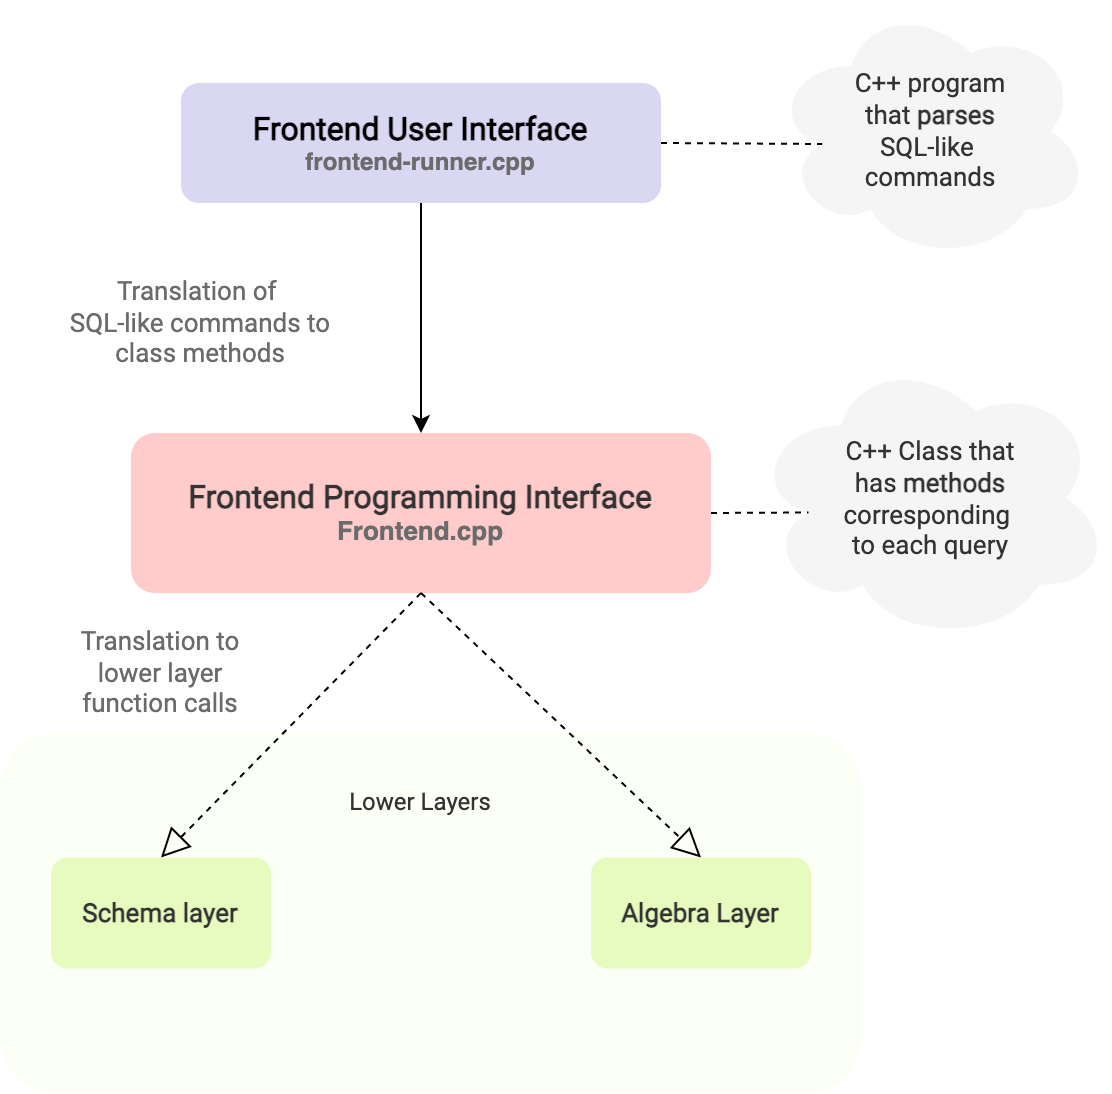 Frontend User Interface
frontend-runner.cpp
C++ program
that parses
SQL-like
commands
Translation of
SQL-like commands to
class methods
Frontend Programming Interface
Frontend.cpp
C++ Class that
has methods
corresponding
to each query
Translation to
lower layer
function calls
Lower Layers
Schema layer
Algebra Layer